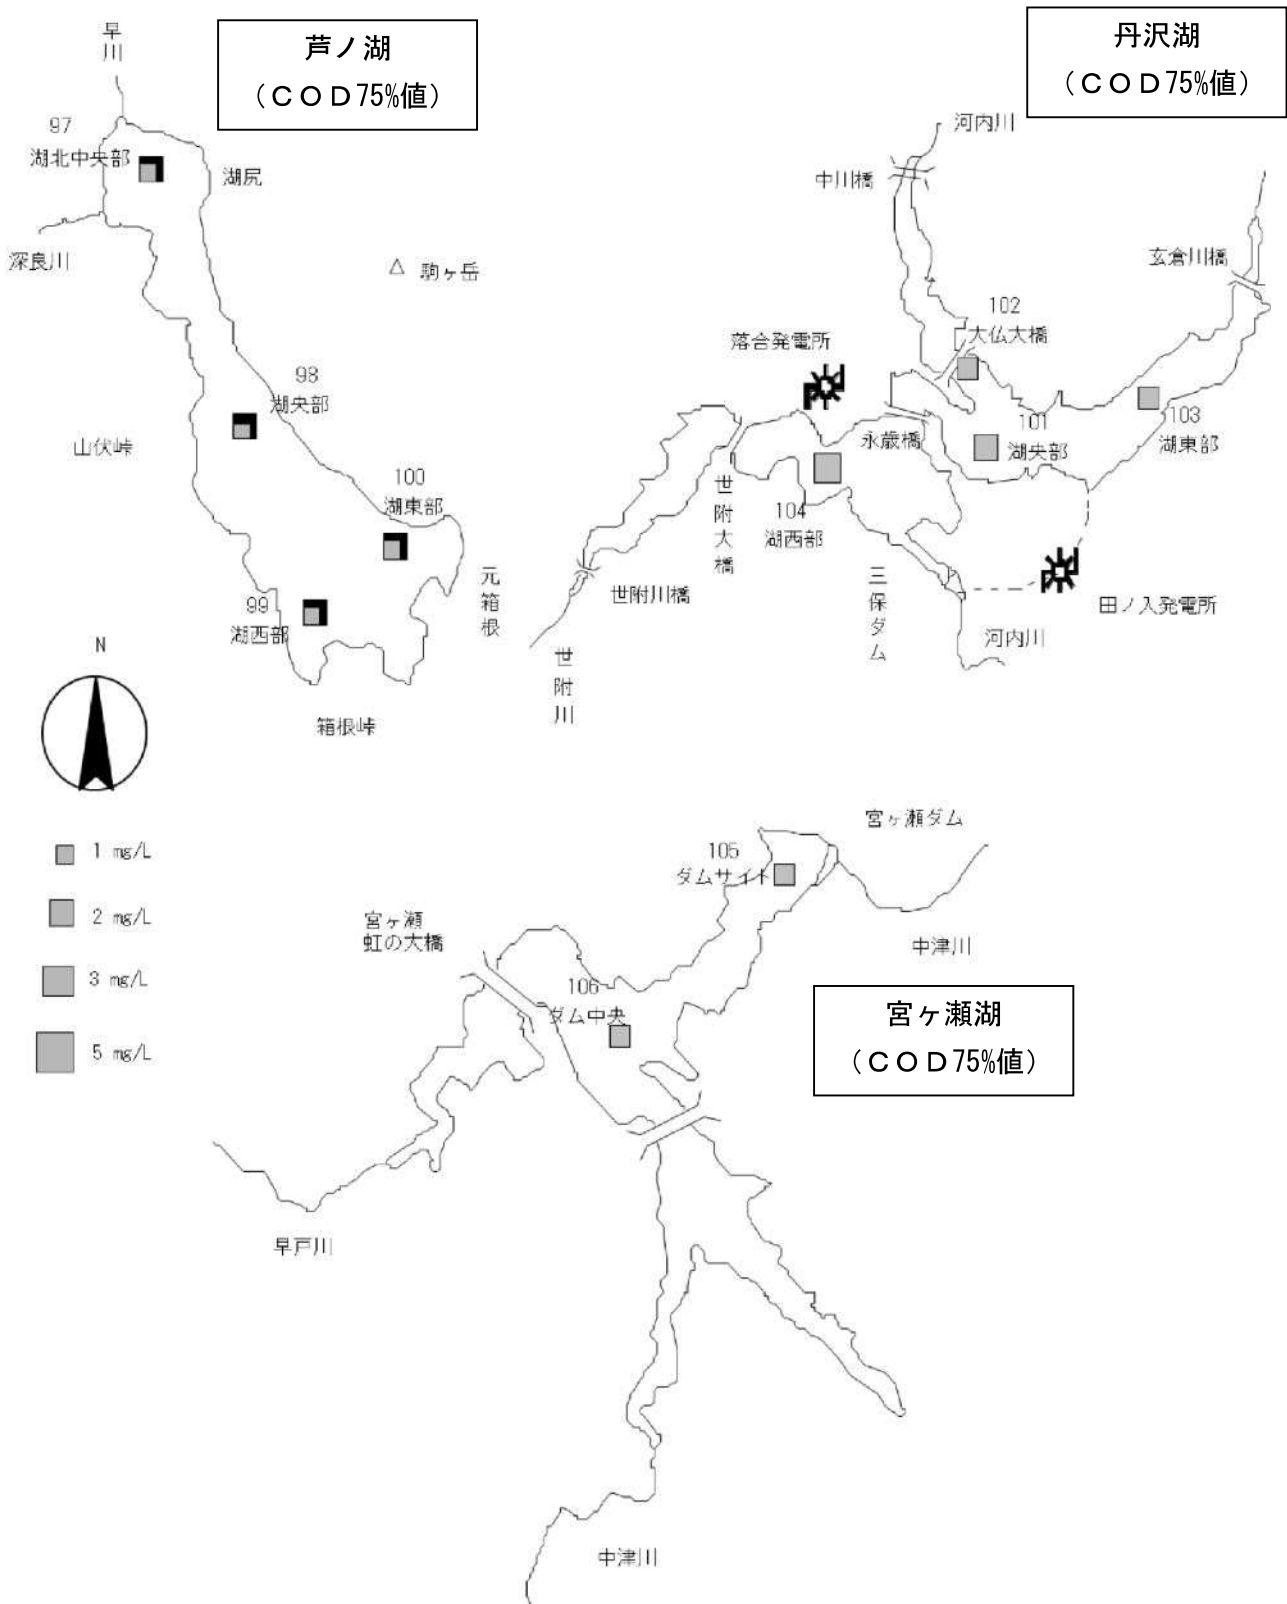 芦ノ湖
(COD75%値)
早川
97
湖北中央部
湖尻
深良川
駒ヶ岳
98
湖央部
山伏峠
100
湖東部
元箱根
99
湖西部
箱根峠
N
1 mg/L
2 mg/L
3 mg/L
5 mg/L
丹沢湖
(COD75%値)
河内川
中川橋
玄倉川橋
102
大仏大橋
落合発電所
発
永歳橋
101
湖央部
103
湖東部
世附大橋
104
湖西部
世附川橋
三保ダム
発
田ノ入発電所
河内川
世附川
宮ヶ瀬ダム
105
ダムサイト
中津川
宮ヶ瀬
虹の大橋
106
ダム中央
宮ヶ瀬湖
(COD75%値)
早戸川
中津川